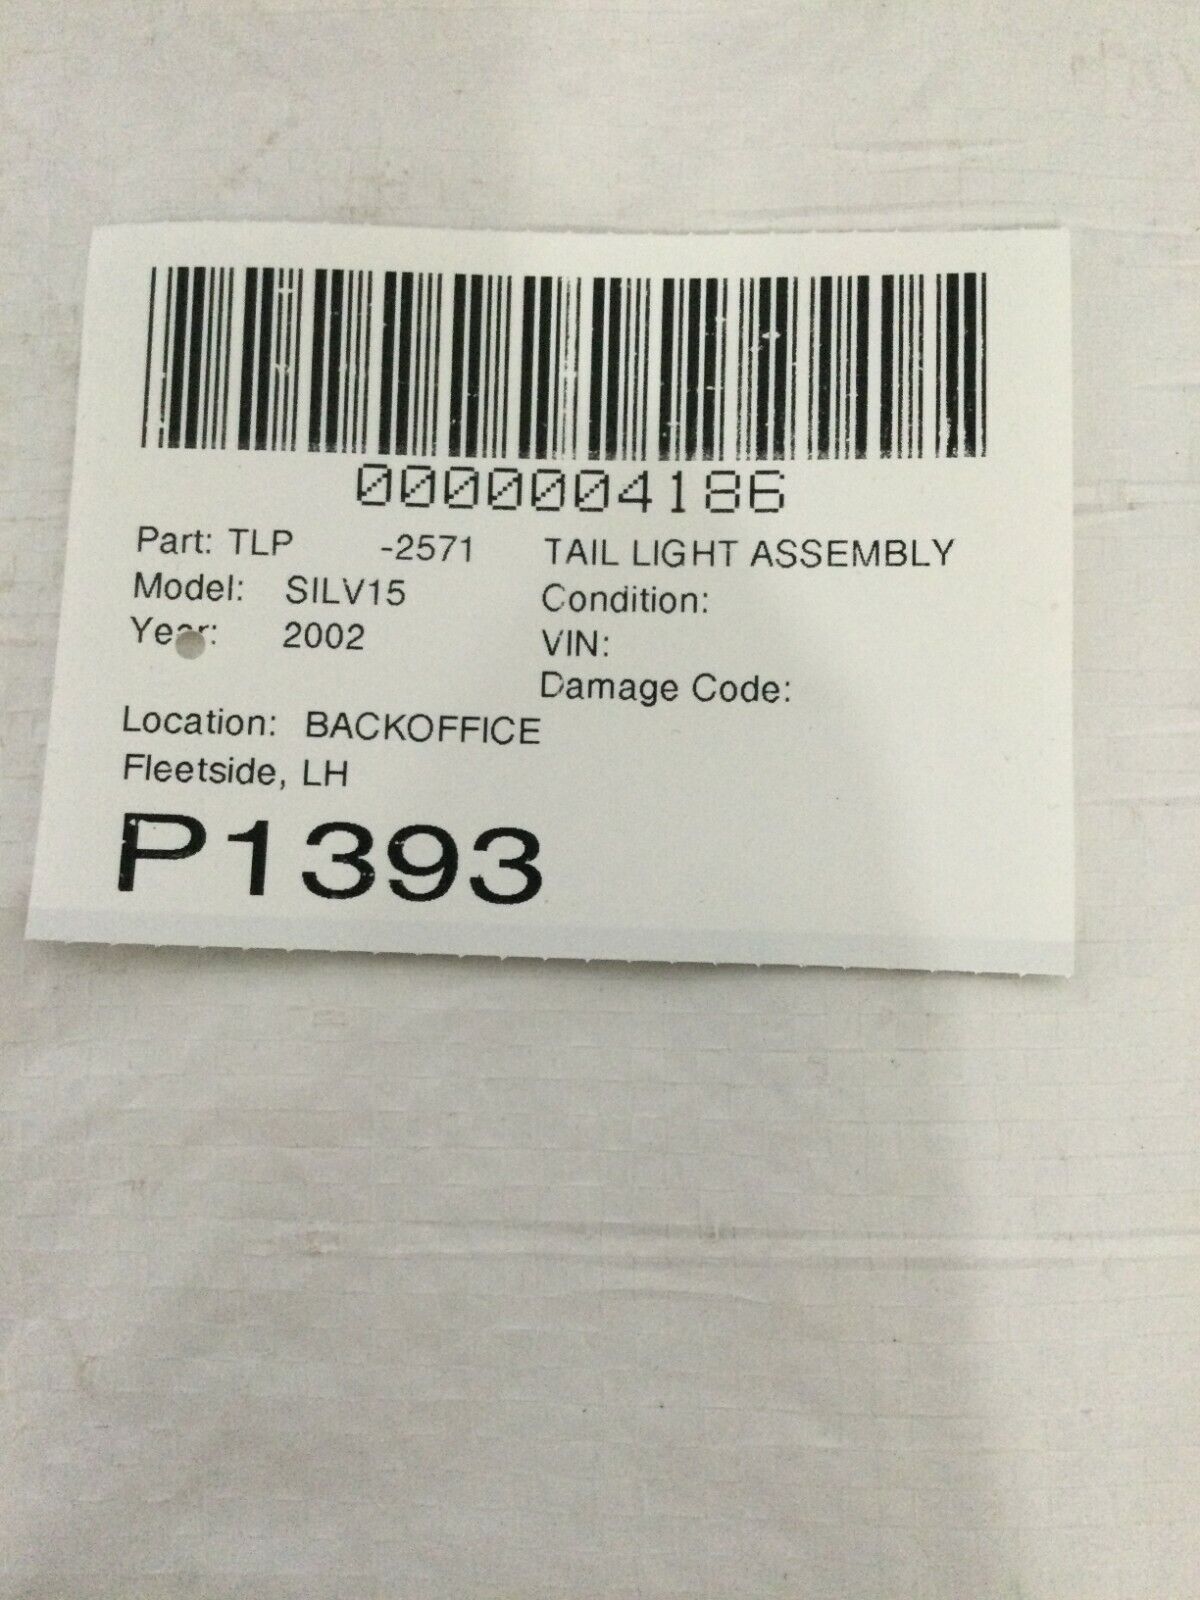 0000004186
Part: TLP -2571 TAIL LIGHT ASSEMBLY
Model: SILV15 Condition:
Year: 2002 VIN:
Damage Code:
Location: BACKOFFICE
Fleetside, LH
P1393